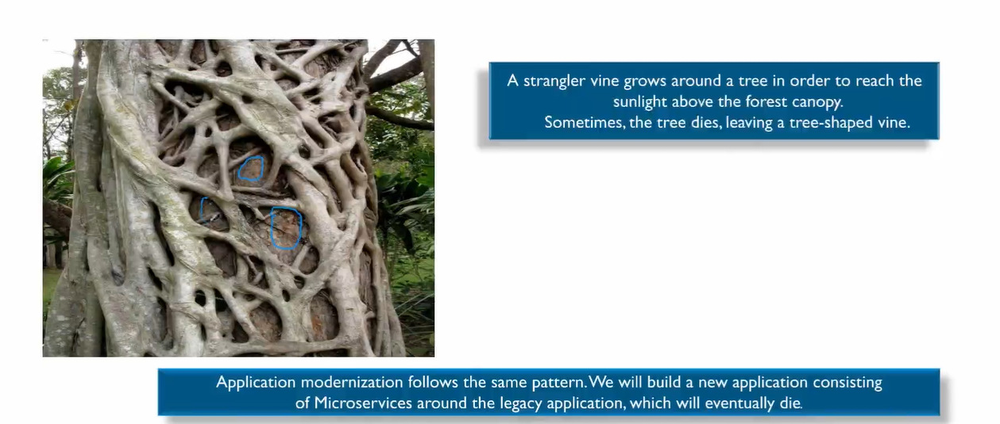 A strangler vine grows around a tree in order to reach the
sunlight above the forest canopy.
Sometimes, the tree dies, leaving a tree-shaped vine.
Application modernization follows the same pattern. We will build a new application consisting
of Microservices around the legacy application, which will eventually die.